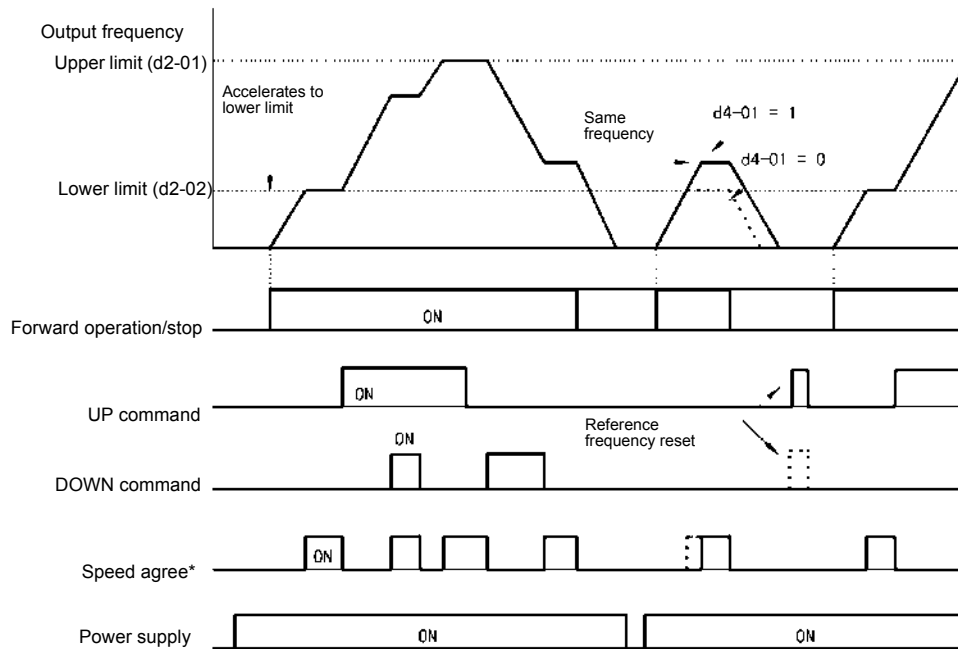 Output frequency
Upper limit (d2-01)
Accelerates to
lower limit
Same
frequency
d4-01 = 1
d4-01 = 0
Lower limit (d2-02)
Forward operation/stop
ON
UP command
ON
Reference
frequency reset
ON
DOWN command
Speed agree*
ON
Power supply
ON
ON